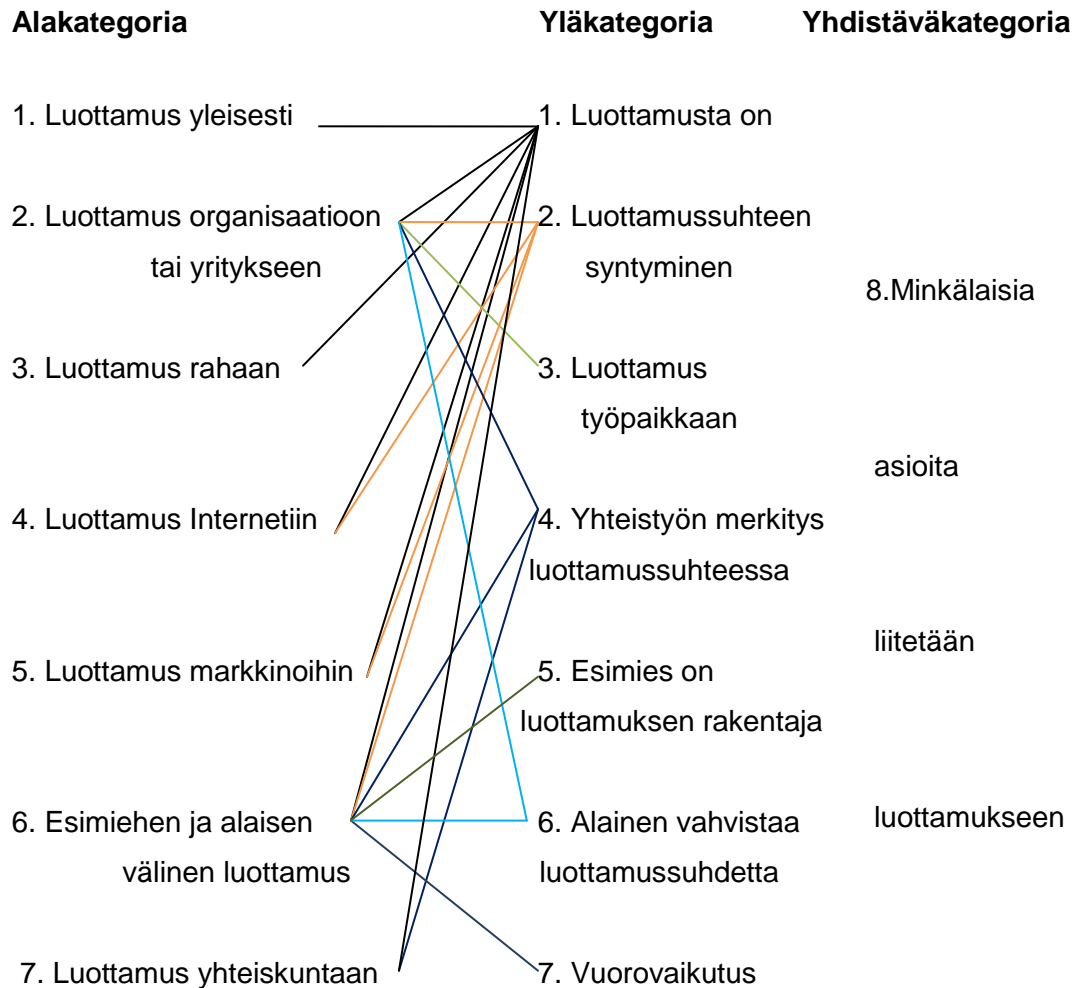 Alakategoria Yläkategoria Yhdistäväkategoria
1. Luottamus yleisesti 1. Luottamusta on
2. Luottamus organisaatioon 2. Luottamussuhteen
tai yritykseen syntyminen
8.Minkälaisia
3. Luottamus rahaan 3. Luottamus
työpaikkaan
asioita
4. Luottamus Internetiin 4. Yhteistyön merkitys
luottamussuhteessa
liitetään
5. Luottamus markkinoihin 5. Esimies on
luottamuksen rakentaja
6. Esimiehen ja alaisen 6. Alainen vahvistaa luottamukseen
välinen luottamus luottamussuhdetta
7. Luottamus yhteiskuntaan 7. Vuorovaikutus